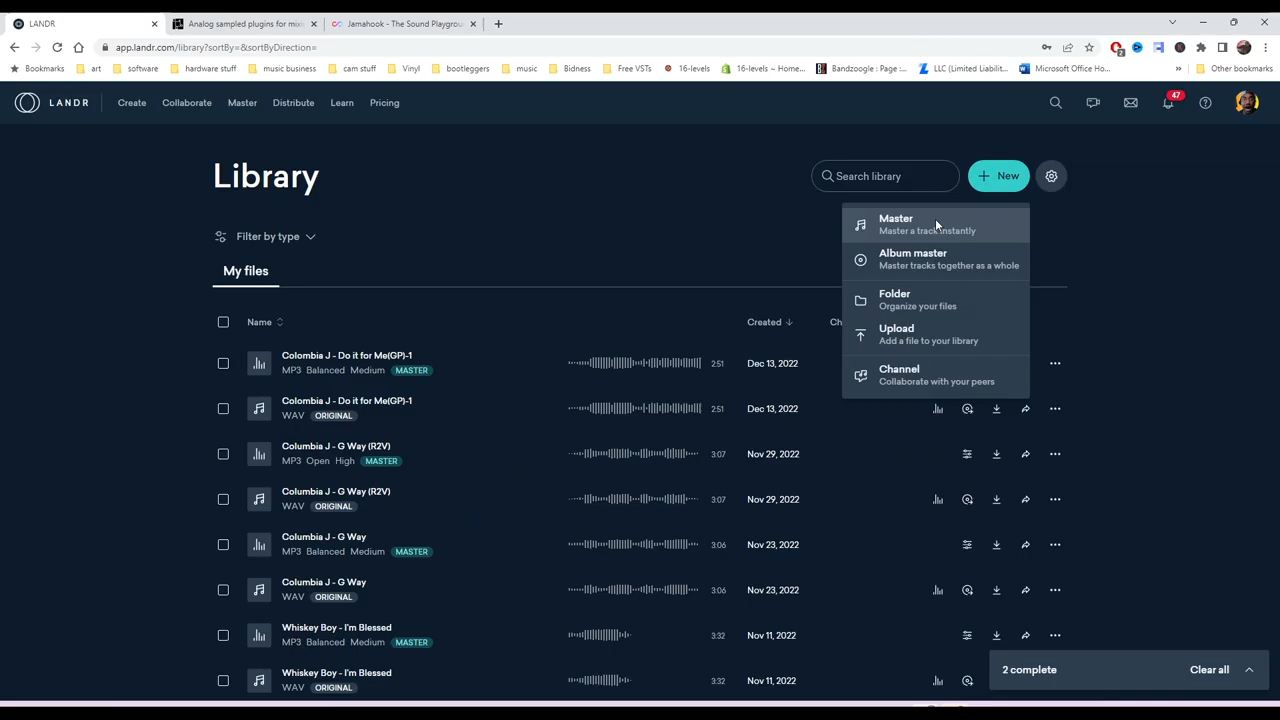 LANDR
Analog sampled plugins for mixi
Jamahook - The Sound Playgroun
app.landr.com/library?sortBy=&sortByDirection=
2
Bookmarks
art
software
hardware stuff
music business
cam stuff
Vinyl
bootleggers
music
Bidness
Free VSTs
16-levels
16-levels ~ Home...
Bandzoogle : Page :...
LLC (Limited Liabilit...
Microsoft Office Ho...
Other bookmarks
LANDR
Create
Collaborate
Master
Distribute
Learn
Pricing
47
Library
Search library
New
Filter by type
Master
Master a track instantly
Album master
Master tracks together as a whole
Folder
Organize your files
Upload
Add a file to your library
Channel
Collaborate with your peers
My files
Name
Created
Ch
Colombia J - Do it for Me(GP)-1
MP3 Balanced Medium MASTER
2:51
Dec 13, 2022
Colombia J - Do it for Me(GP)-1
WAV ORIGINAL
2:51
Dec 13, 2022
Columbia J - G Way (R2V)
MP3 Open High MASTER
3:07
Nov 29, 2022
Columbia J - G Way (R2V)
WAV ORIGINAL
3:07
Nov 29, 2022
Columbia J - G Way
MP3 Balanced Medium MASTER
3:06
Nov 23, 2022
Columbia J - G Way
WAV ORIGINAL
3:06
Nov 23, 2022
Whiskey Boy - I'm Blessed
MP3 Balanced Medium MASTER
3:32
Nov 11, 2022
Whiskey Boy - I'm Blessed
WAV ORIGINAL
3:32
Nov 11, 2022
2 complete
Clear all